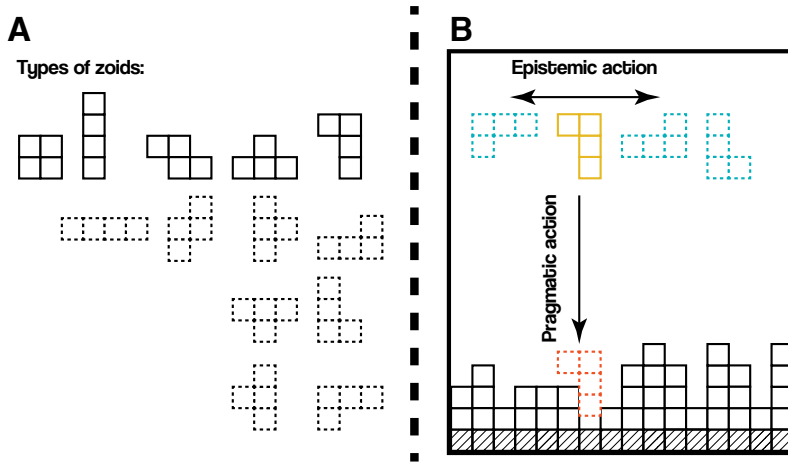 A
Types of zoids:
B
Epistemic action
Pragmatic action